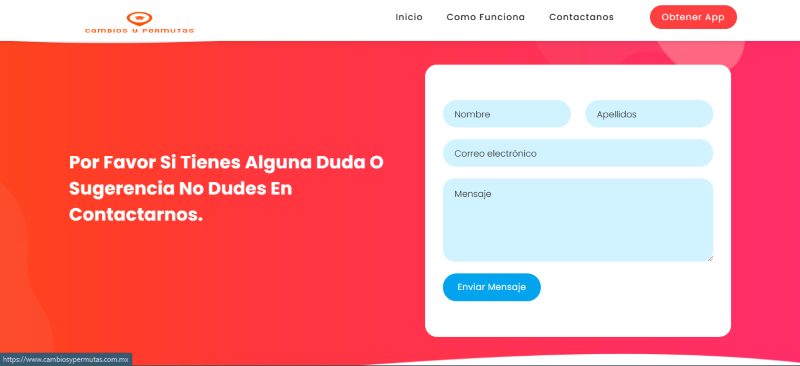 cambios y permutas
Inicio
Como Funciona
Contactanos
Obtener App
Por Favor Si Tienes Alguna Duda O
Sugerencia No Dudes En
Contactarnos.
Nombre
Apellidos
Correo electrónico
Mensaje
Enviar Mensaje
https://www.cambiosypermutas.com.mx